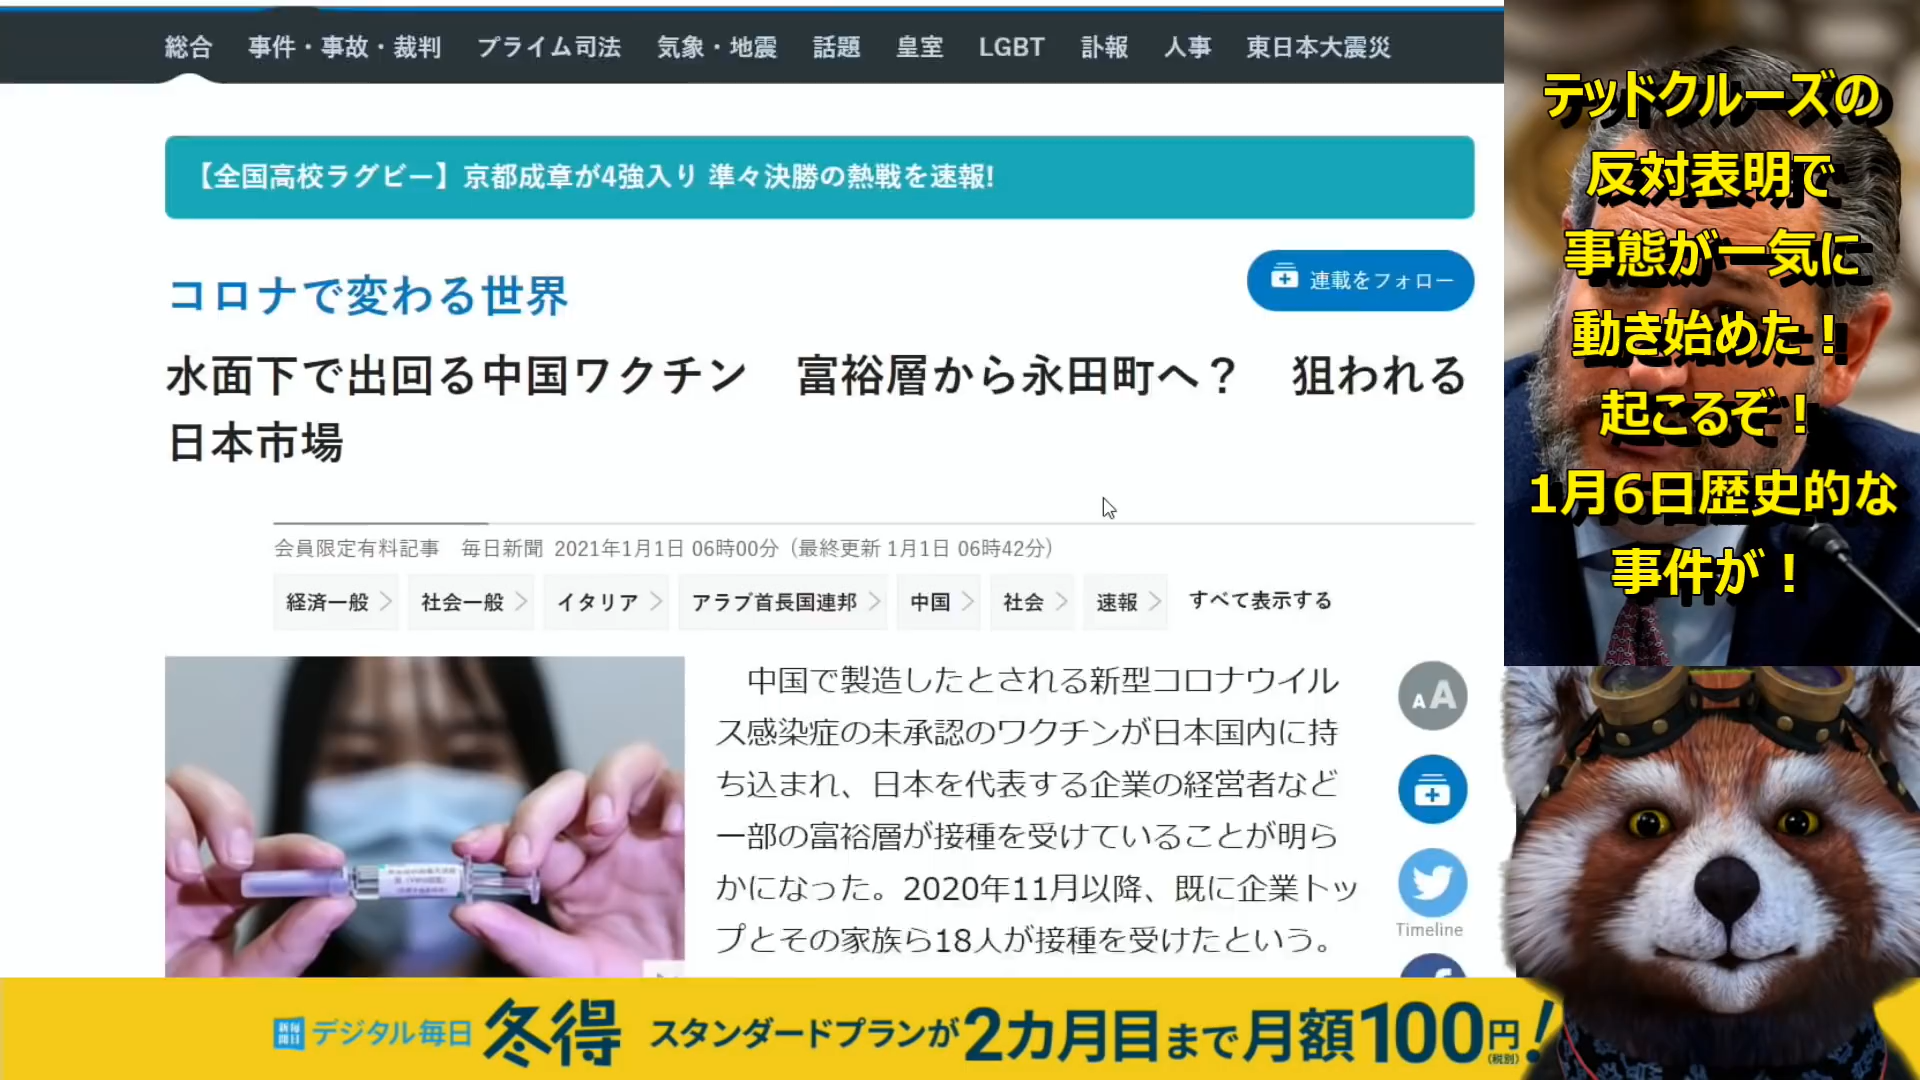 総合 事件・事故・裁判 プライム司法 気象・地震 話題 皇室 LGBT 訃報 人事 東日本大震災
【全国高校ラグビー】京都成章が4強入り 準々決勝の熱戦を速報!
コロナで変わる世界
連載をフォロー
水面下で出回る中国ワクチン　富裕層から永田町へ？　狙われる
日本市場
会員限定有料記事　毎日新聞 2021年1月1日 06時00分（最終更新 1月1日 06時42分）
経済一般 社会一般 イタリア アラブ首長国連邦 中国 社会 速報 すべて表示する
中国で製造したとされる新型コロナウイル
ス感染症の未承認のワクチンが日本国内に持
ち込まれ、日本を代表する企業の経営者など
一部の富裕層が接種を受けていることが明ら
かになった。2020年11月以降、既に企業トッ
プとその家族ら18人が接種を受けたという。
AA
Timeline
毎日新聞 デジタル毎日 冬得 スタンダードプランが2カ月目まで月額100円(税別)!
テッドクルーズの
反対表明で
事態が一気に
動き始めた！
起こるぞ！
1月6日歴史的な
事件が！